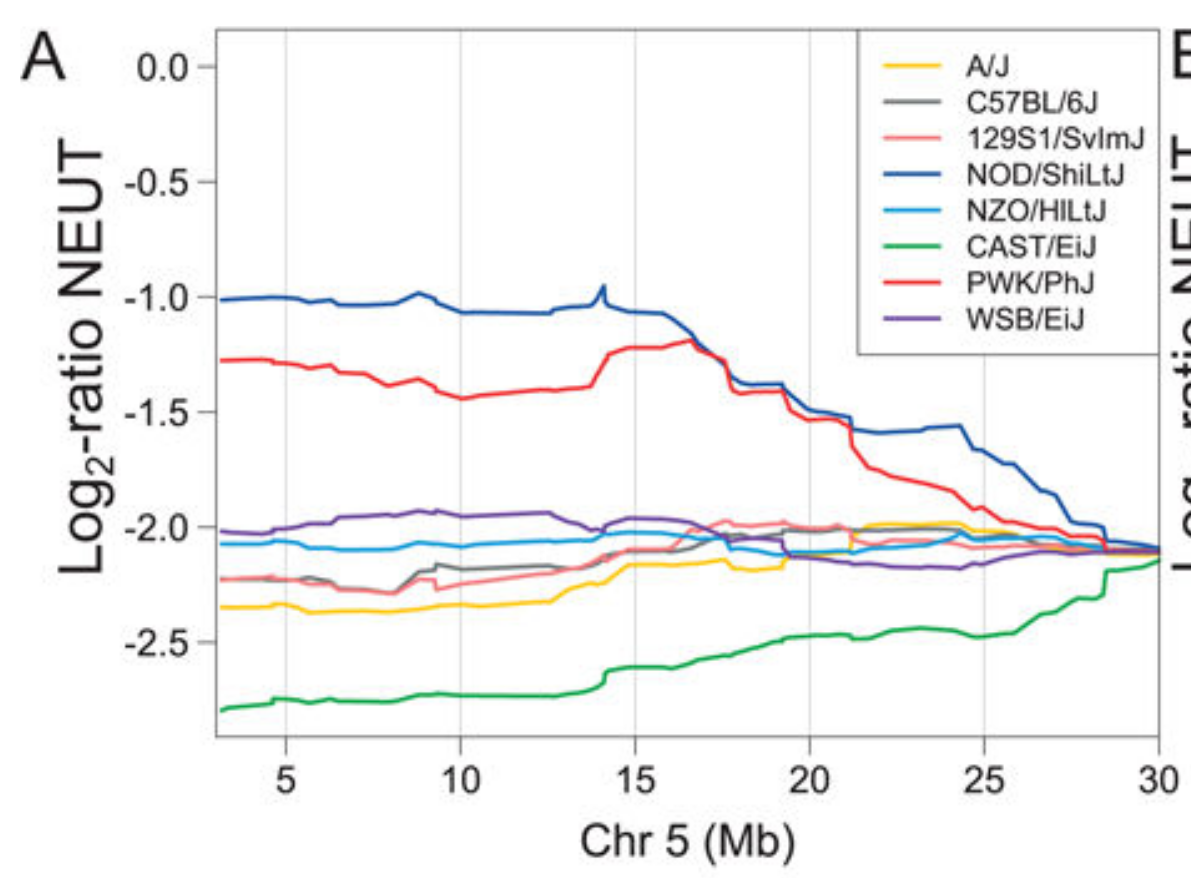 A
0.0
-0.5
-1.0
-1.5
-2.0
-2.5
Log₂-ratio NEUT
A/J
C57BL/6J
129S1/SvImJ
NOD/ShiLtJ
NZO/HlLtJ
CAST/EiJ
PWK/PhJ
WSB/EiJ
5 10 15 20 25 30
Chr 5 (Mb)